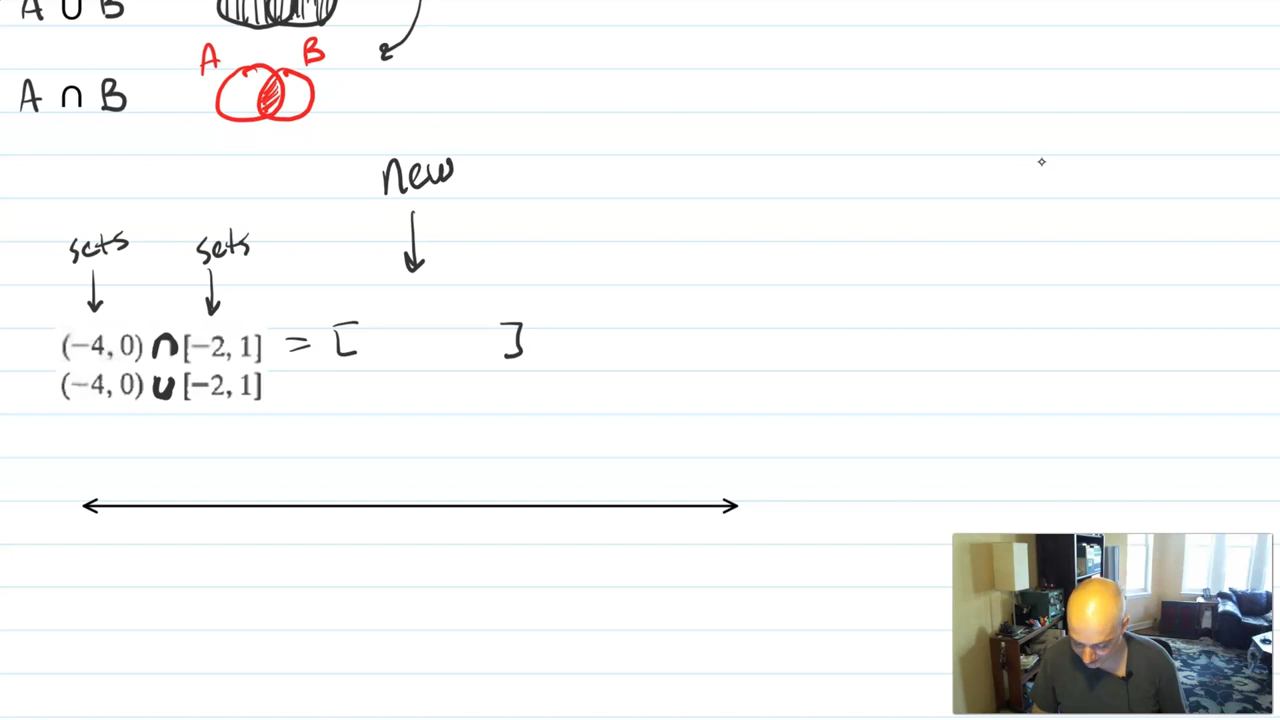 A ∪ B
A B
A ∩ B
new
sets sets
(−4, 0) ∩ [−2, 1] = [ ]
(−4, 0) ∪ [−2, 1]